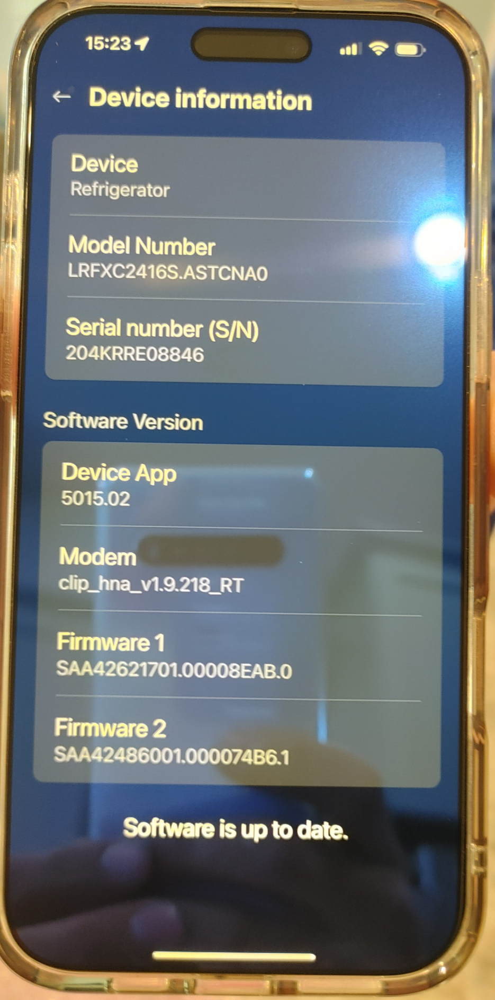 15:23
Device information
Device
Refrigerator
Model Number
LRFXC2416S.ASTCNA0
Serial number (S/N)
204KRRE08846
Software Version
Device App
5015.02
Modem
clip_hna_v1.9.218_RT
Firmware 1
SAA42621701.00008EAB.0
Firmware 2
SAA42486001.000074B6.1
Software is up to date.